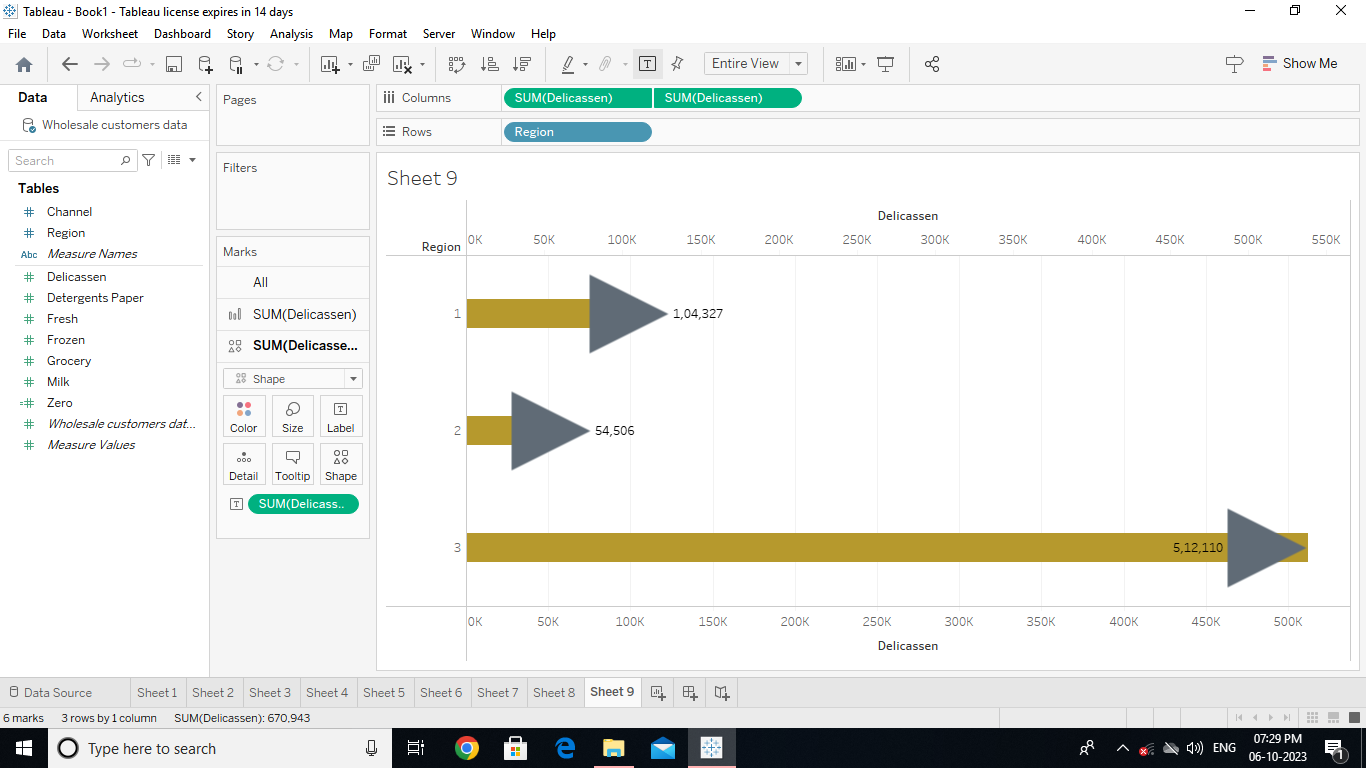 Tableau - Book1 - Tableau license expires in 14 days
File Data Worksheet Dashboard Story Analysis Map Format Server Window Help
Entire View
Show Me
Data Analytics
Wholesale customers data
Search
Tables
Channel
Region
Abc Measure Names
Delicassen
Detergents Paper
Fresh
Frozen
Grocery
Milk
Zero
Wholesale customers dat...
Measure Values
Pages
Filters
Marks
All
SUM(Delicassen)
SUM(Delicasse...
Shape
Color Size Label
Detail Tooltip Shape
SUM(Delicass..
Columns SUM(Delicassen) SUM(Delicassen)
Rows Region
Sheet 9
Delicassen
Region 0K 50K 100K 150K 200K 250K 300K 350K 400K 450K 500K 550K
1 1,04,327
2 54,506
3 5,12,110
0K 50K 100K 150K 200K 250K 300K 350K 400K 450K 500K
Delicassen
Data Source Sheet 1 Sheet 2 Sheet 3 Sheet 4 Sheet 5 Sheet 6 Sheet 7 Sheet 8 Sheet 9
6 marks 3 rows by 1 column SUM(Delicassen): 670,943
Type here to search
ENG
07:29 PM
06-10-2023
1